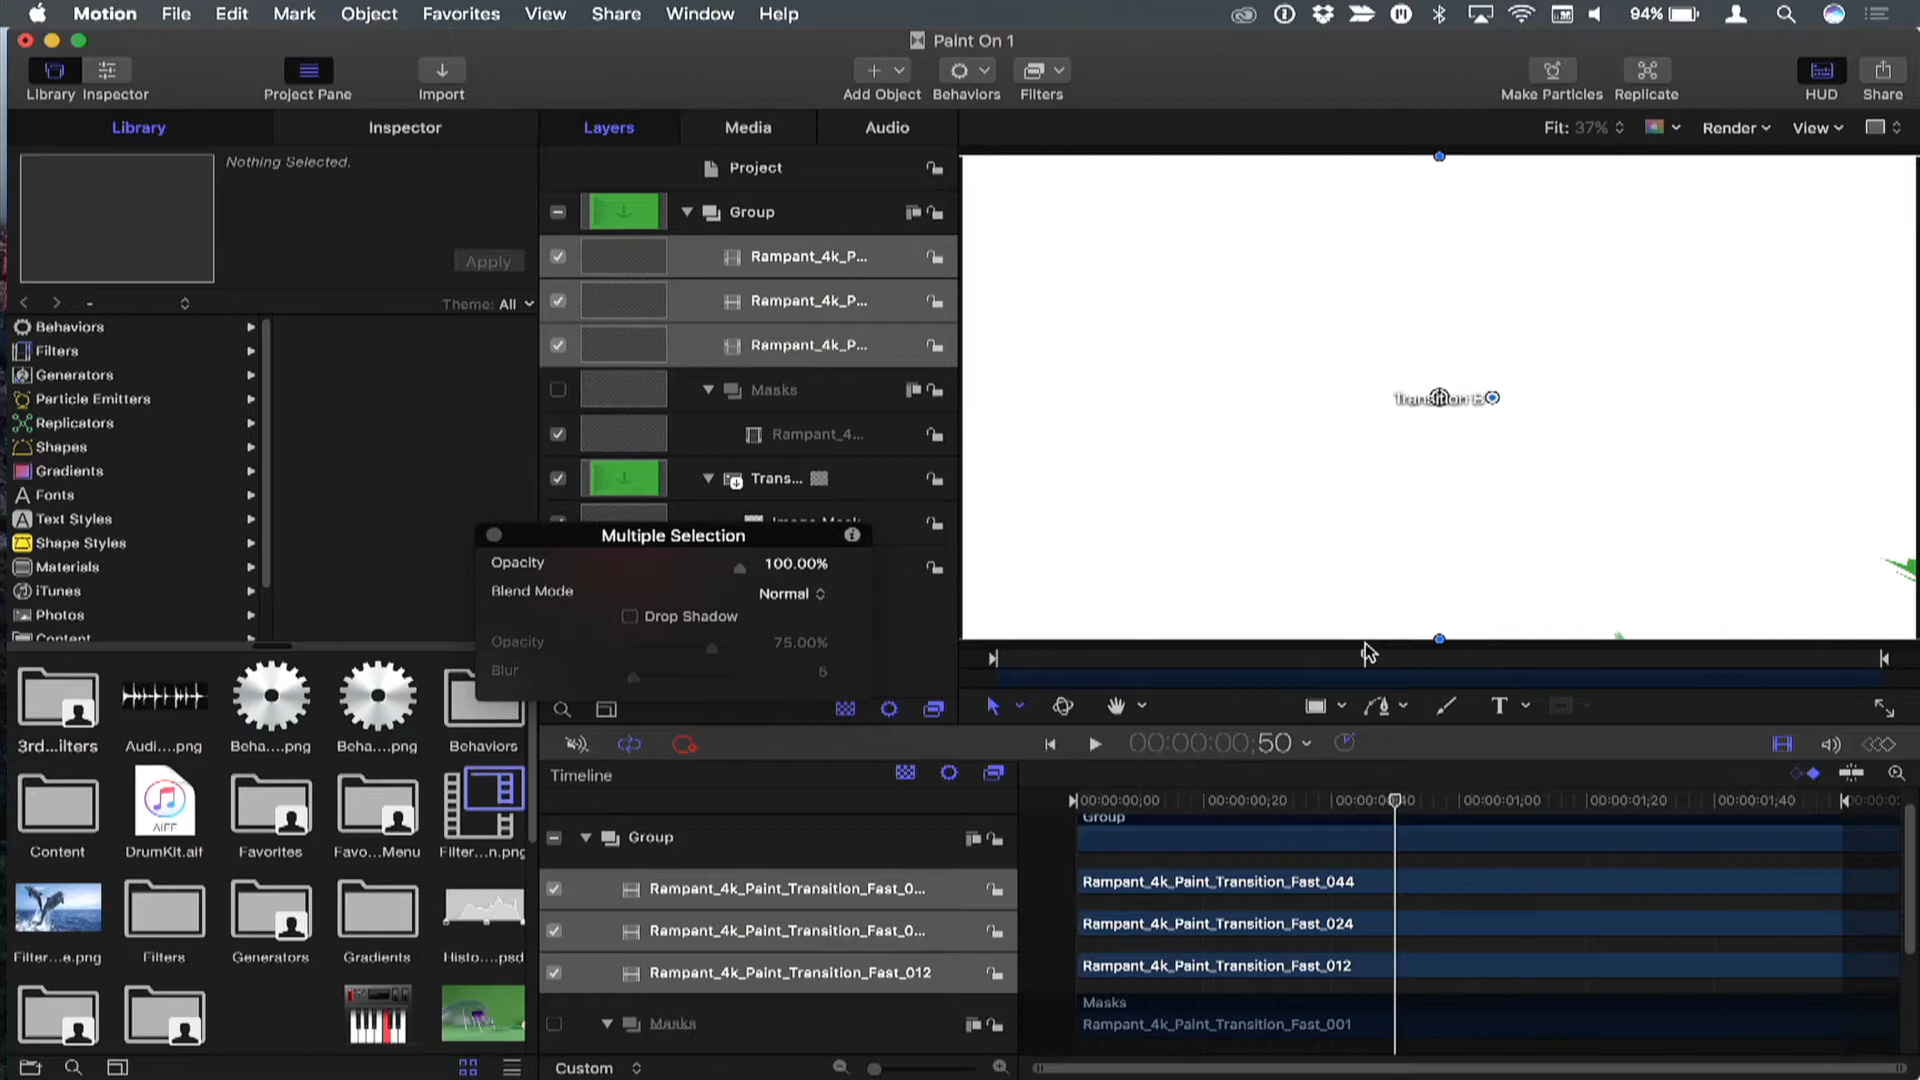 Motion File Edit Mark Object Favorites View Share Window Help
94%
Paint On 1
Library Inspector Project Pane Import Add Object Behaviors Filters Make Particles Replicate HUD Share
Library Inspector Layers Media Audio Fit: 37% Render View
Nothing Selected.
Apply
Theme: All
Project
Group
Rampant_4k_P...
Rampant_4k_P...
Rampant_4k_P...
Masks
Rampant_4...
Trans...
Image Mask
Behaviors
Filters
Generators
Particle Emitters
Replicators
Shapes
Gradients
Fonts
Text Styles
Shape Styles
Materials
iTunes
Photos
Content
Multiple Selection
Opacity 100.00%
Blend Mode Normal
Drop Shadow
Opacity 75.00%
Blur 5
3rd...ilters Audi....png Beha...png Beha...png Behaviors
AIFF
Content DrumKit.aif Favorites Favo...Menu Filter...n.png
Filter...e.png Filters Generators Gradients Histo....psd
T
00:00:00;50
Timeline
00:00:00;00 00:00:00;20 00:00:01;00 00:00:01;20 00:00:01;40
Group
Group
Rampant_4k_Paint_Transition_Fast_0...
Rampant_4k_Paint_Transition_Fast_044
Rampant_4k_Paint_Transition_Fast_0...
Rampant_4k_Paint_Transition_Fast_024
Rampant_4k_Paint_Transition_Fast_012
Rampant_4k_Paint_Transition_Fast_012
Masks
Masks
Rampant_4k_Paint_Transition_Fast_001
Custom